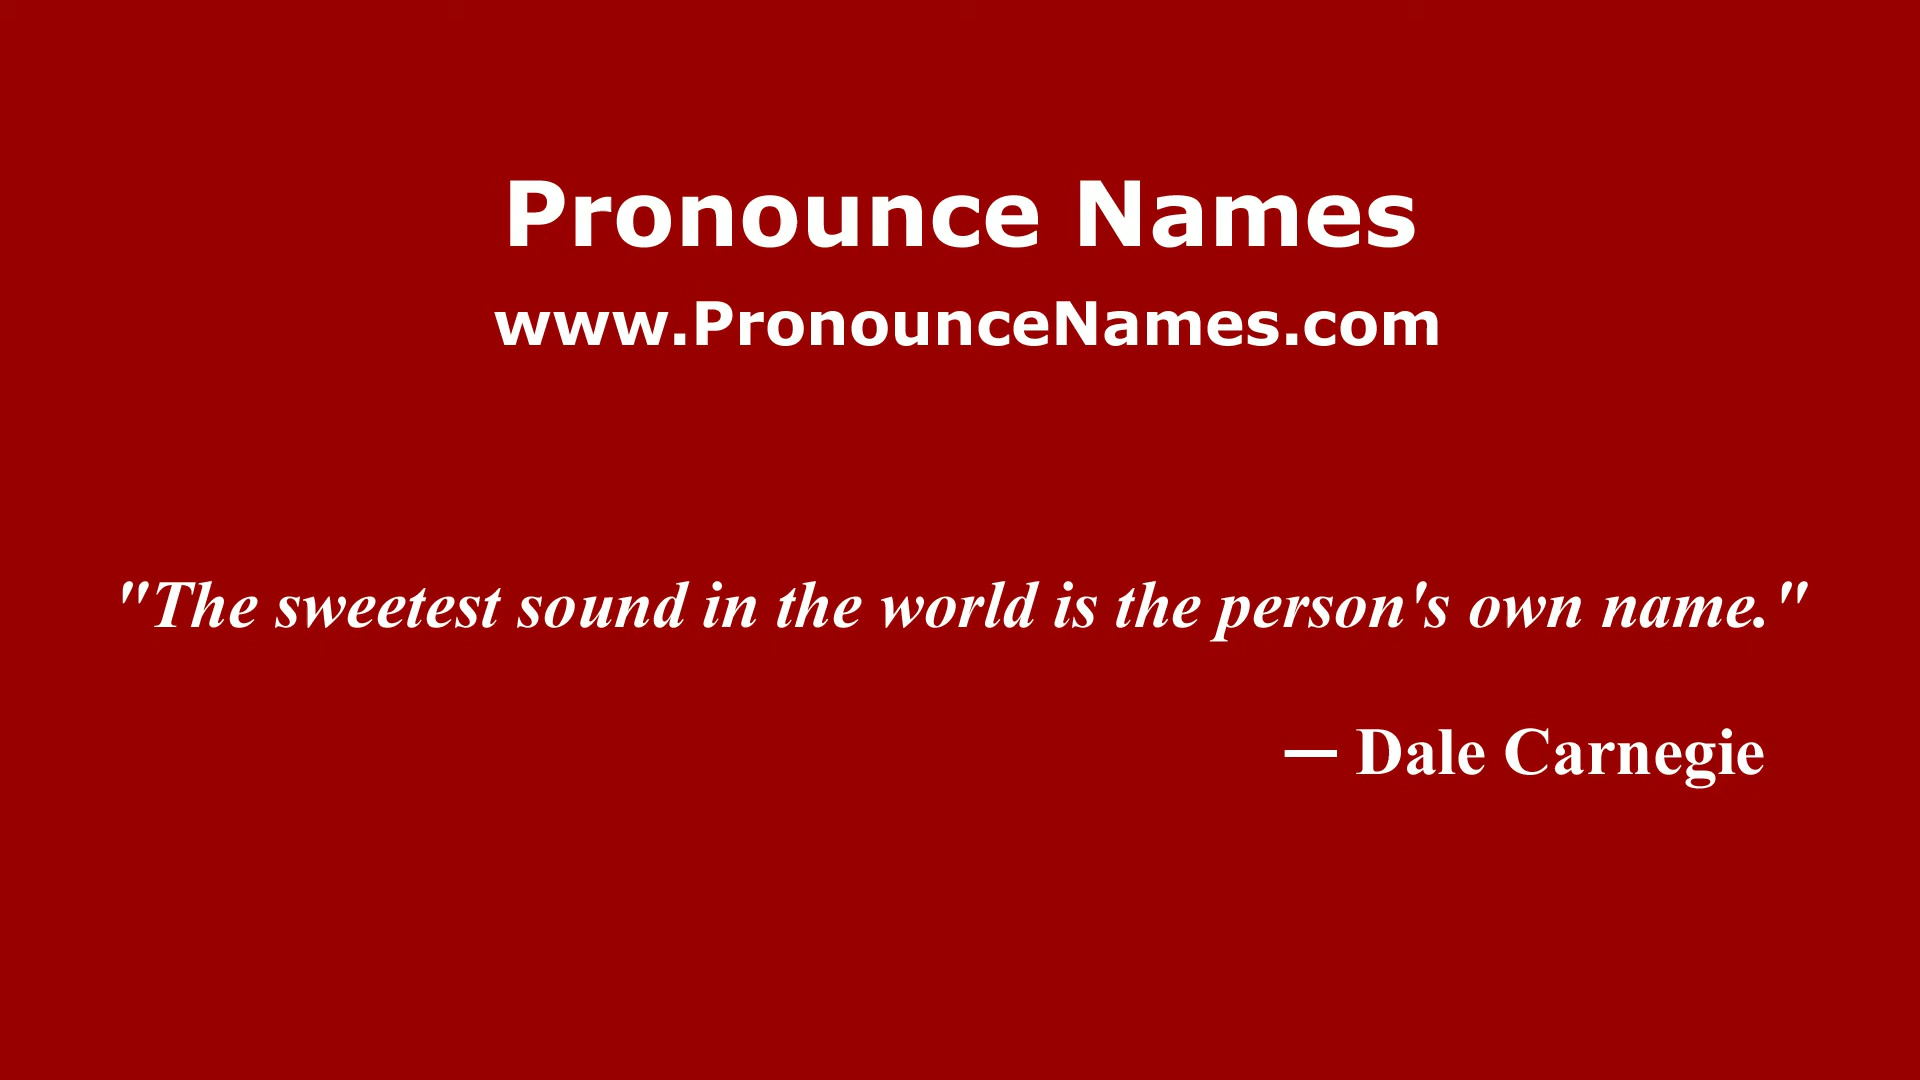 Pronounce Names
www.PronounceNames.com
"The sweetest sound in the world is the person's own name."
— Dale Carnegie